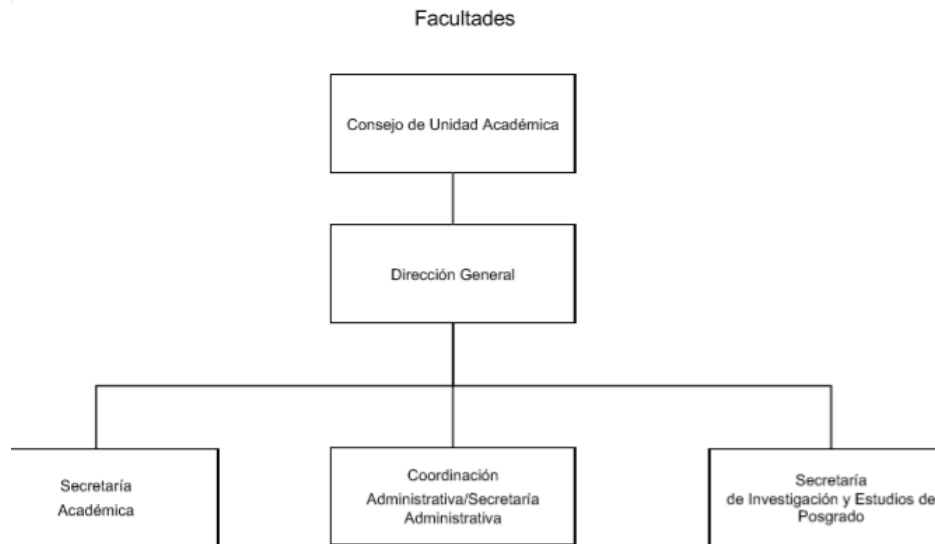 Facultades
Consejo de Unidad Académica
Dirección General
Secretaría
Académica
Coordinación
Administrativa/Secretaría
Administrativa
Secretaría
de Investigación y Estudios de
Posgrado